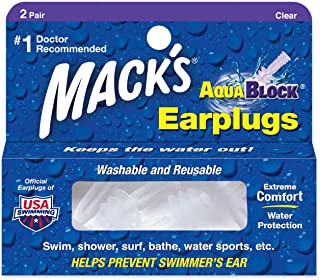 2 Pair
Clear
#1 Doctor
Recommended
MACK'S
AQUABLOCK®
Earplugs
Keeps the water out!
Washable and Reusable
Official
Earplugs of
USA
SWIMMING
Extreme
Comfort
Water
Protection
Swim, shower, surf, bathe, water sports, etc.
HELPS PREVENT SWIMMER'S EAR